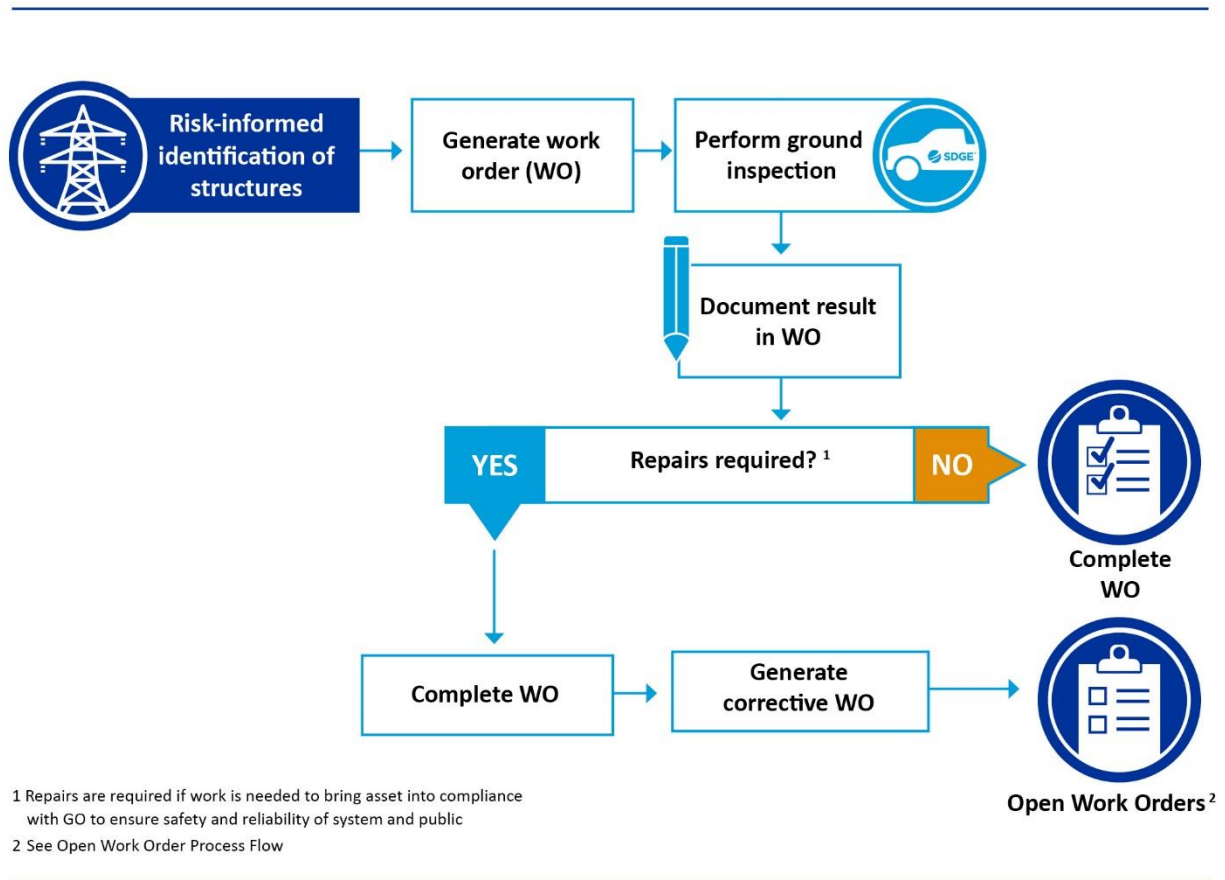 Risk-informed
identification of
structures
Generate work
order (WO)
Perform ground
inspection
SDGE
Document result
in WO
YES
Repairs required? 1
NO
Complete
WO
Complete WO
Generate
corrective WO
Open Work Orders 2
1 Repairs are required if work is needed to bring asset into compliance
with GO to ensure safety and reliability of system and public
2 See Open Work Order Process Flow